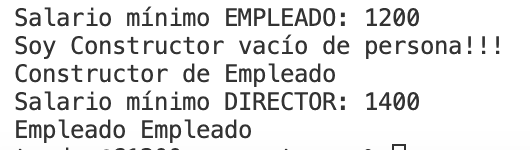 Salario mínimo EMPLEADO: 1200
Soy Constructor vacío de persona!!!
Constructor de Empleado
Salario mínimo DIRECTOR: 1400
Empleado Empleado